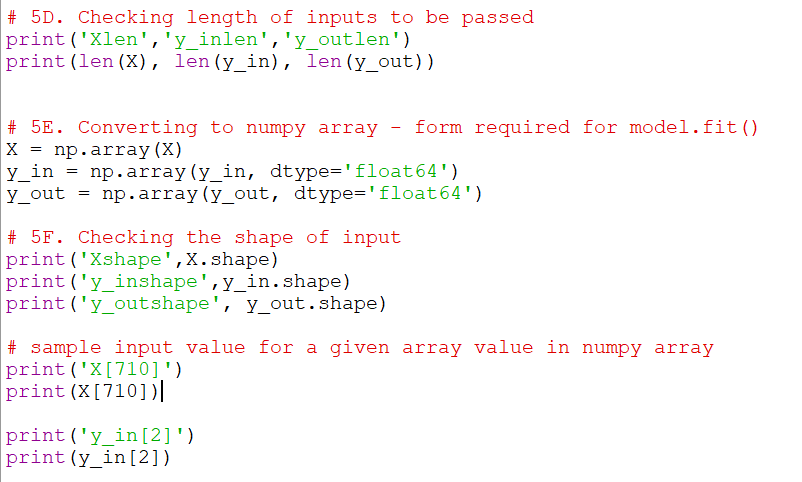 # 5D. Checking length of inputs to be passed
print('Xlen','y_inlen','y_outlen')
print(len(X), len(y_in), len(y_out))
# 5E. Converting to numpy array - form required for model.fit()
X = np.array(X)
y_in = np.array(y_in, dtype='float64')
y_out = np.array(y_out, dtype='float64')
# 5F. Checking the shape of input
print('Xshape',X.shape)
print('y_inshape',y_in.shape)
print('y_outshape', y_out.shape)
# sample input value for a given array value in numpy array
print('X[710]')
print(X[710])
print('y_in[2]')
print(y_in[2])